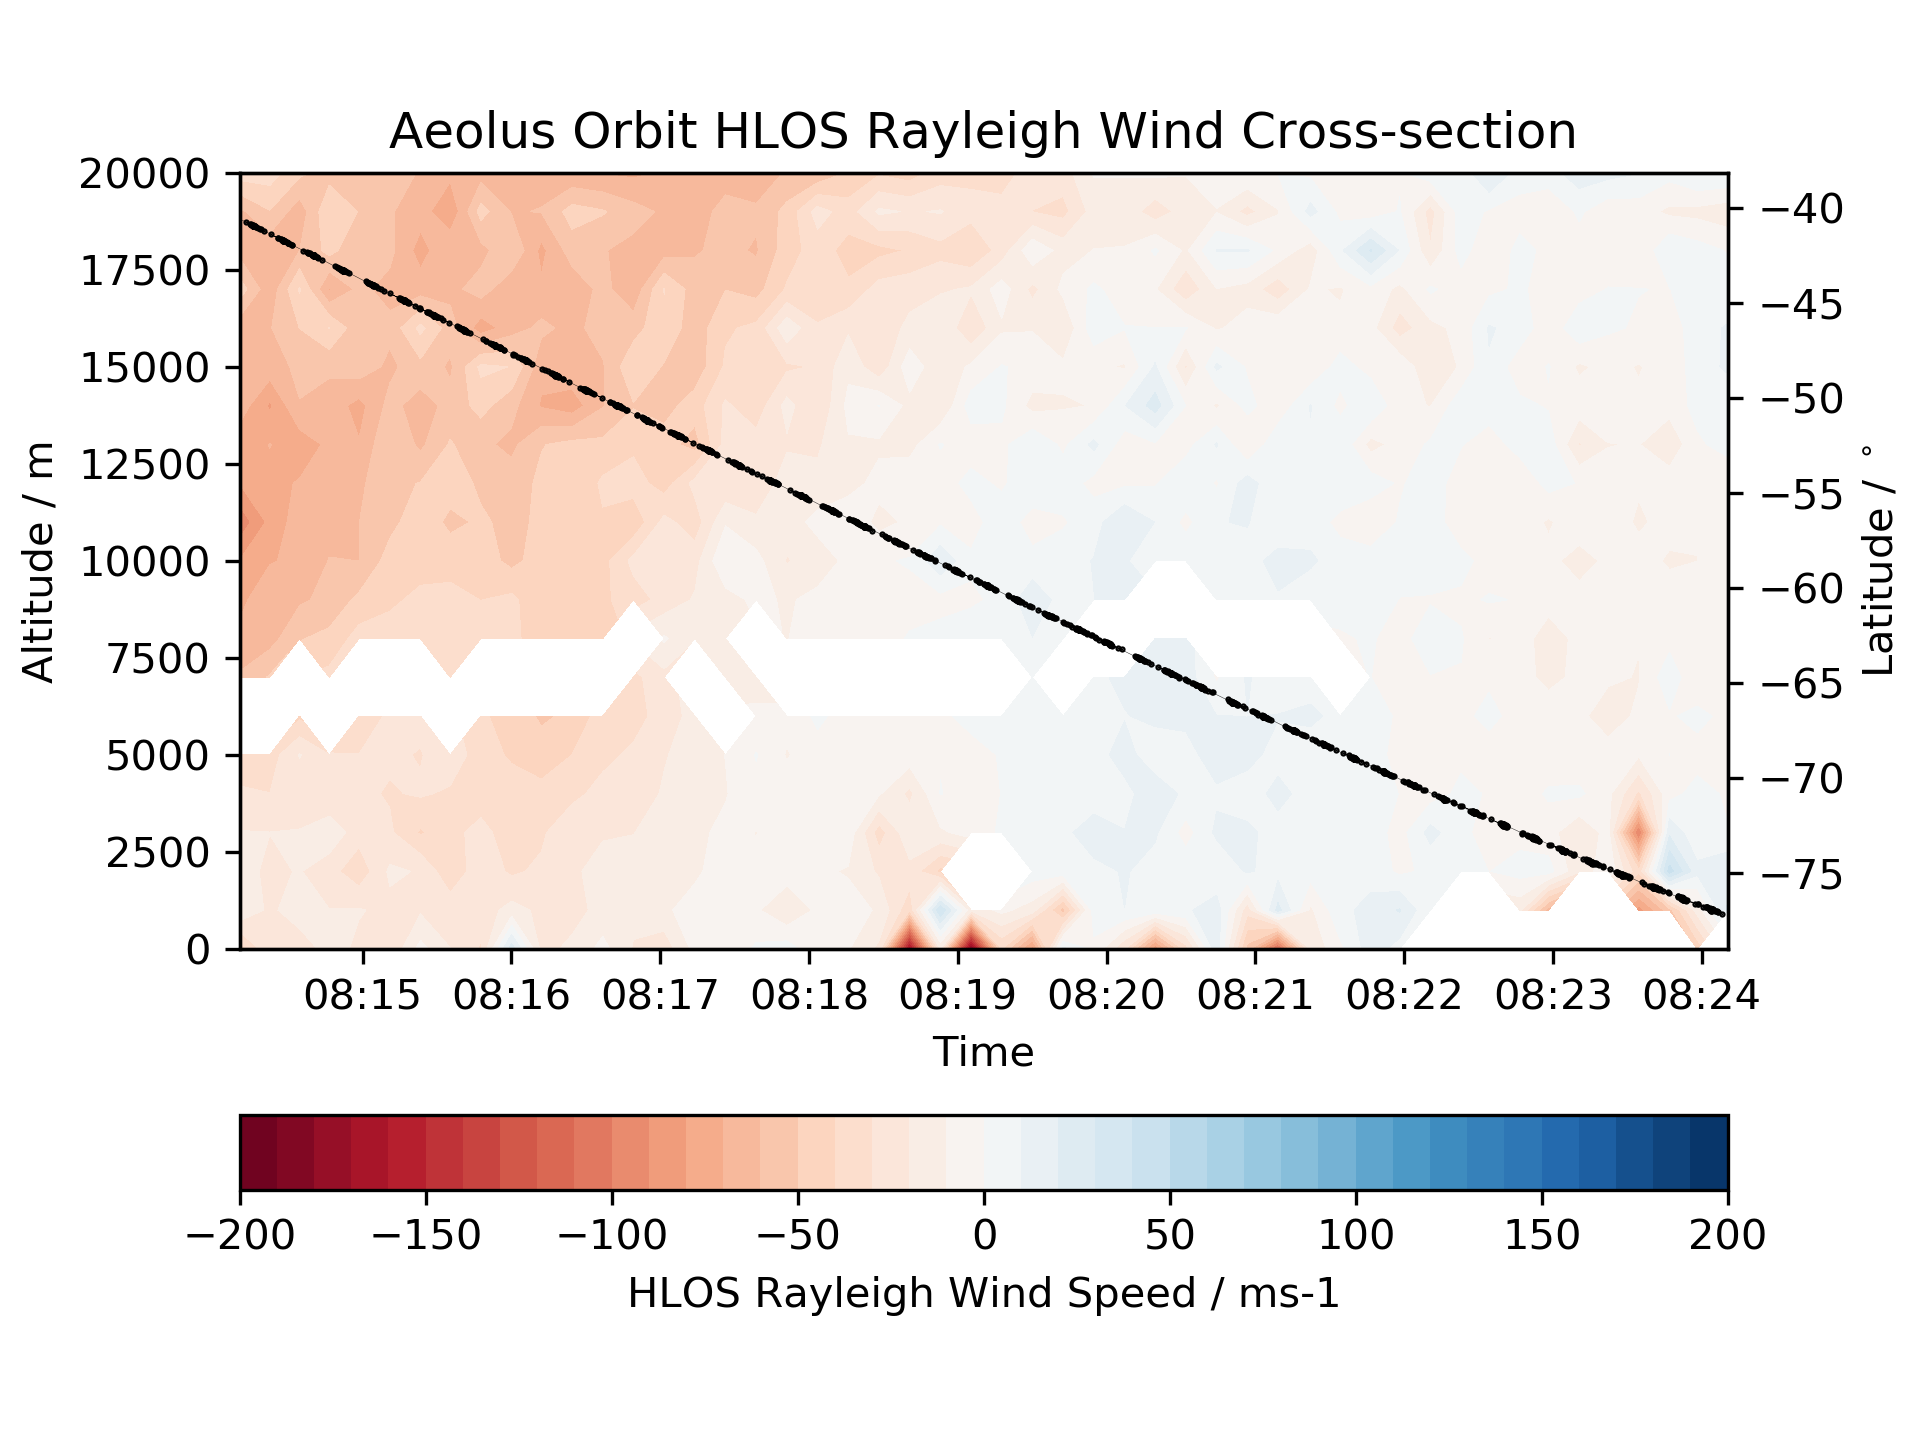 Aeolus Orbit HLOS Rayleigh Wind Cross-section
20000
17500
15000
12500
10000
7500
5000
2500
0
Altitude / m
−40
−45
−50
−55
−60
−65
−70
−75
Latitude / °
08:15 08:16 08:17 08:18 08:19 08:20 08:21 08:22 08:23 08:24
Time
−200 −150 −100 −50 0 50 100 150 200
HLOS Rayleigh Wind Speed / ms-1